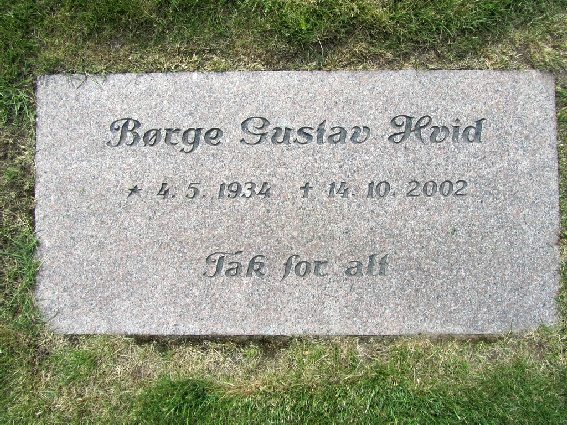 Børge Gustav Hvid
★ 4. 5. 1934 ✝ 14. 10. 2002
Tak for alt